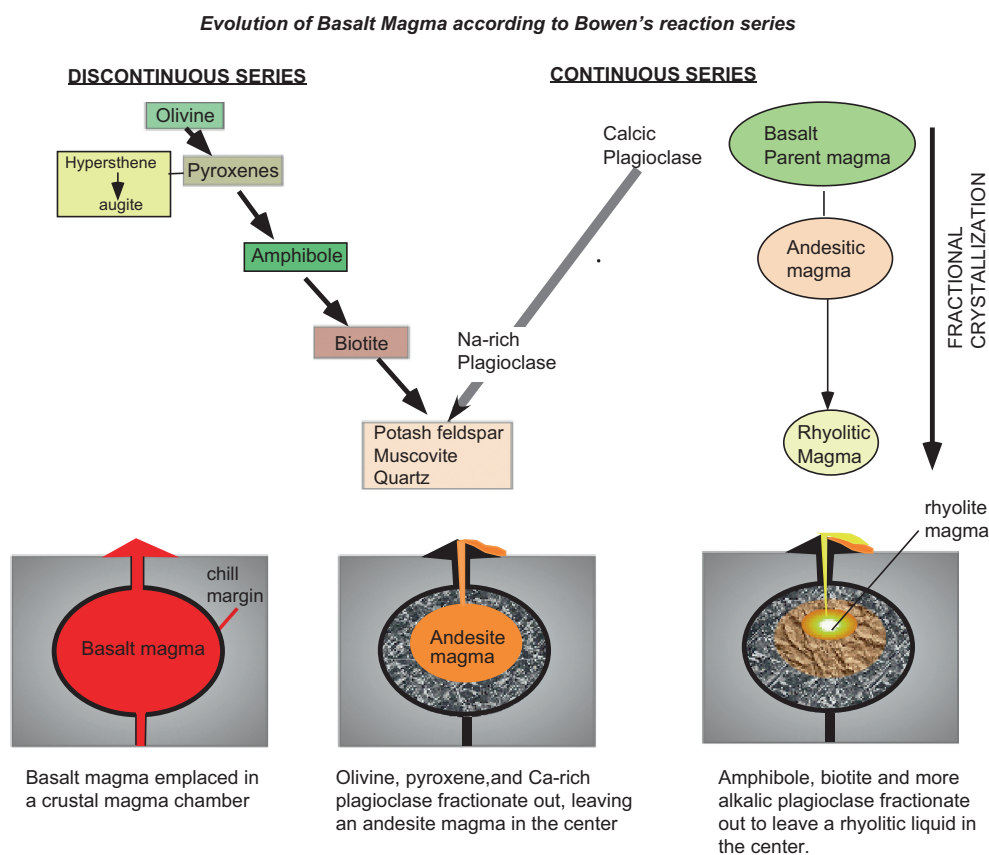 Evolution of Basalt Magma according to Bowen's reaction series
DISCONTINUOUS SERIES
CONTINUOUS SERIES
Olivine
Hypersthene
augite
Pyroxenes
Amphibole
Biotite
Calcic
Plagioclase
Na-rich
Plagioclase
Potash feldspar
Muscovite
Quartz
Basalt
Parent magma
Andesitic
magma
Rhyolitic
Magma
FRACTIONAL
CRYSTALLIZATION
chill
margin
Basalt magma
Basalt magma emplaced in
a crustal magma chamber
Andesite
magma
Olivine, pyroxene,and Ca-rich
plagioclase fractionate out, leaving
an andesite magma in the center
rhyolite
magma
Amphibole, biotite and more
alkalic plagioclase fractionate
out to leave a rhyolitic liquid in
the center.